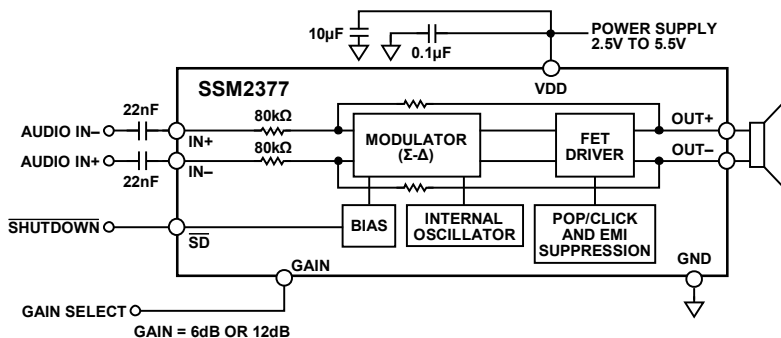 10µF
0.1µF
POWER SUPPLY
2.5V TO 5.5V
SSM2377
VDD
22nF
80kΩ
OUT+
AUDIO IN–
IN+
MODULATOR
(Σ-Δ)
FET
DRIVER
80kΩ
OUT–
AUDIO IN+
IN–
22nF
SHUTDOWN
SD
BIAS
INTERNAL
OSCILLATOR
POP/CLICK
AND EMI
SUPPRESSION
GAIN
GND
GAIN SELECT
GAIN = 6dB OR 12dB